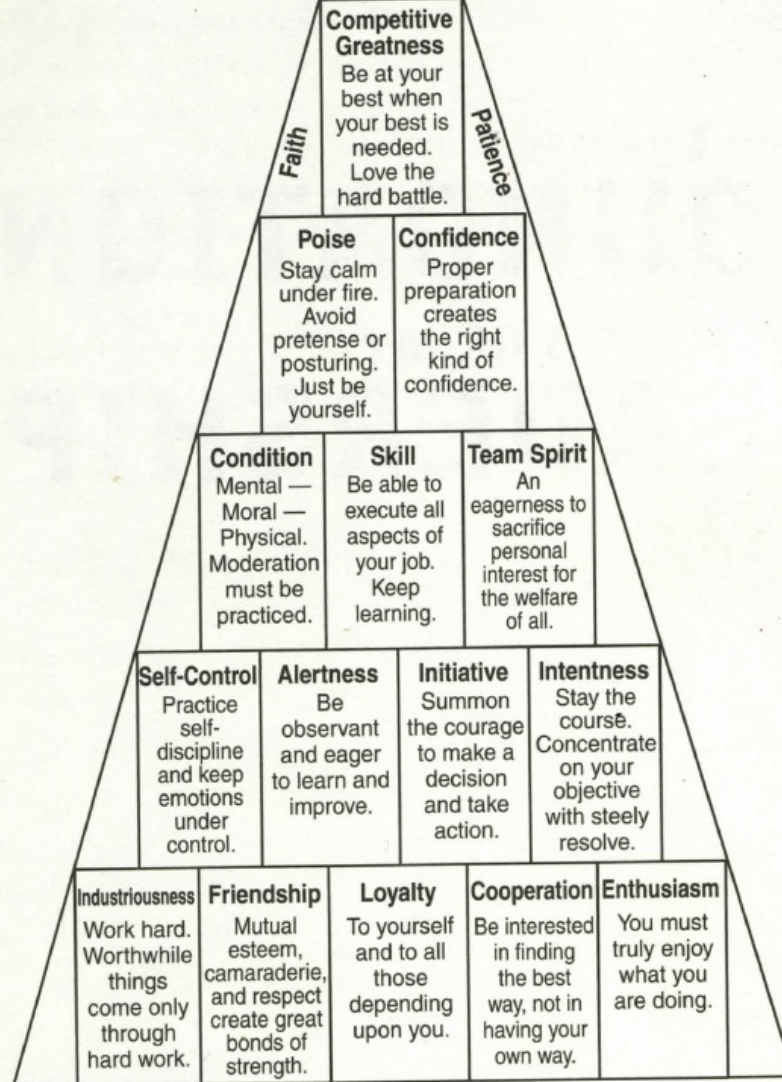 Competitive
Greatness
Be at your
best when
your best is
needed.
Love the
hard battle.
Faith
Patience
Poise
Stay calm
under fire.
Avoid
pretense or
posturing.
Just be
yourself.
Confidence
Proper
preparation
creates
the right
kind of
confidence.
Condition
Mental —
Moral —
Physical.
Moderation
must be
practiced.
Skill
Be able to
execute all
aspects of
your job.
Keep
learning.
Team Spirit
An
eagerness to
sacrifice
personal
interest for
the welfare
of all.
Self-Control
Practice
self-
discipline
and keep
emotions
under
control.
Alertness
Be
observant
and eager
to learn and
improve.
Initiative
Summon
the courage
to make a
decision
and take
action.
Intentness
Stay the
course.
Concentrate
on your
objective
with steely
resolve.
Industriousness
Work hard.
Worthwhile
things
come only
through
hard work.
Friendship
Mutual
esteem,
camaraderie,
and respect
create great
bonds of
strength.
Loyalty
To yourself
and to all
those
depending
upon you.
Cooperation
Be interested
in finding
the best
way, not in
having your
own way.
Enthusiasm
You must
truly enjoy
what you
are doing.